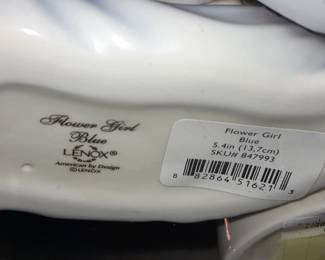 Flower Girl
Blue
LENOX®
American by Design
©LENOX
Flower Girl
Blue
5.4in (13,7cm)
SKU# 847993
8 82864 51621 3